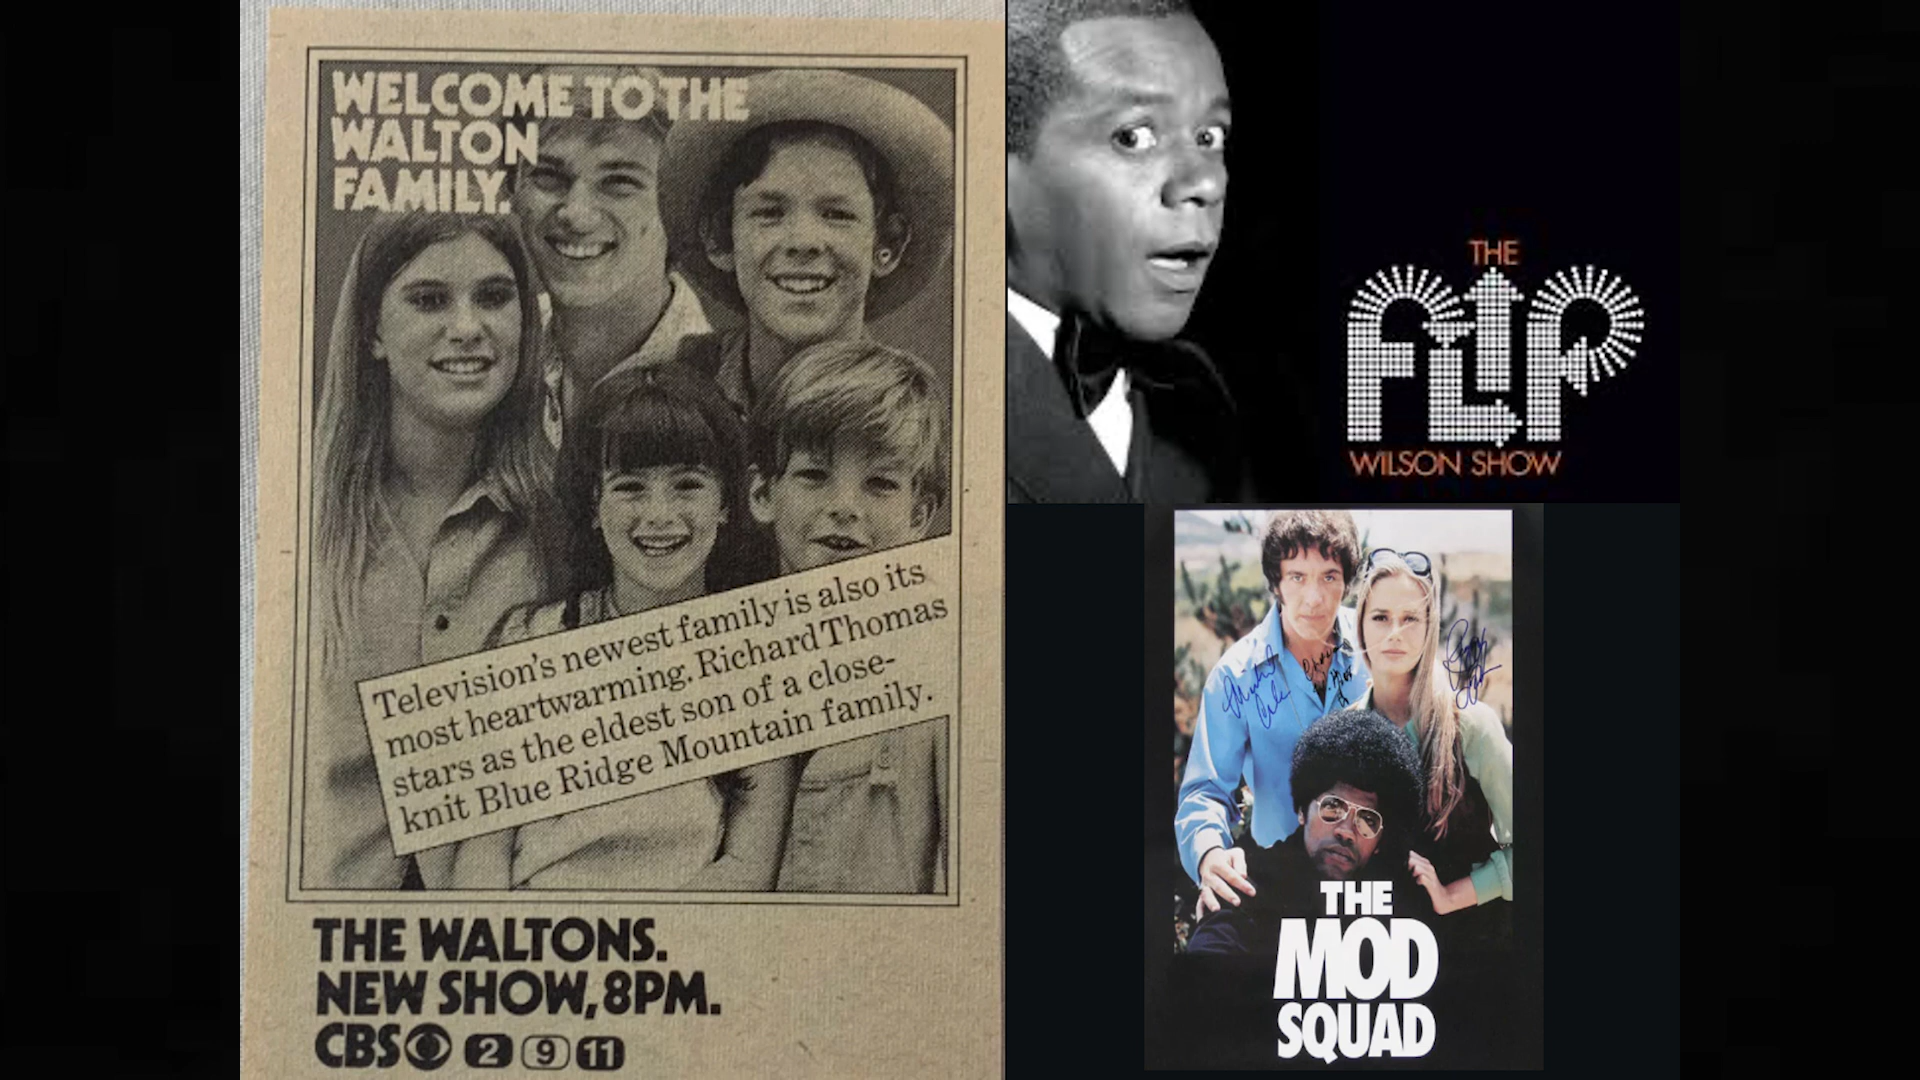 WELCOME TO THE
WALTON
FAMILY.
Television's newest family is also its
most heartwarming. Richard Thomas
stars as the eldest son of a close-
knit Blue Ridge Mountain family.
THE WALTONS.
NEW SHOW, 8PM.
CBS 2 9 11
THE
FLIP
WILSON SHOW
THE
MOD
SQUAD